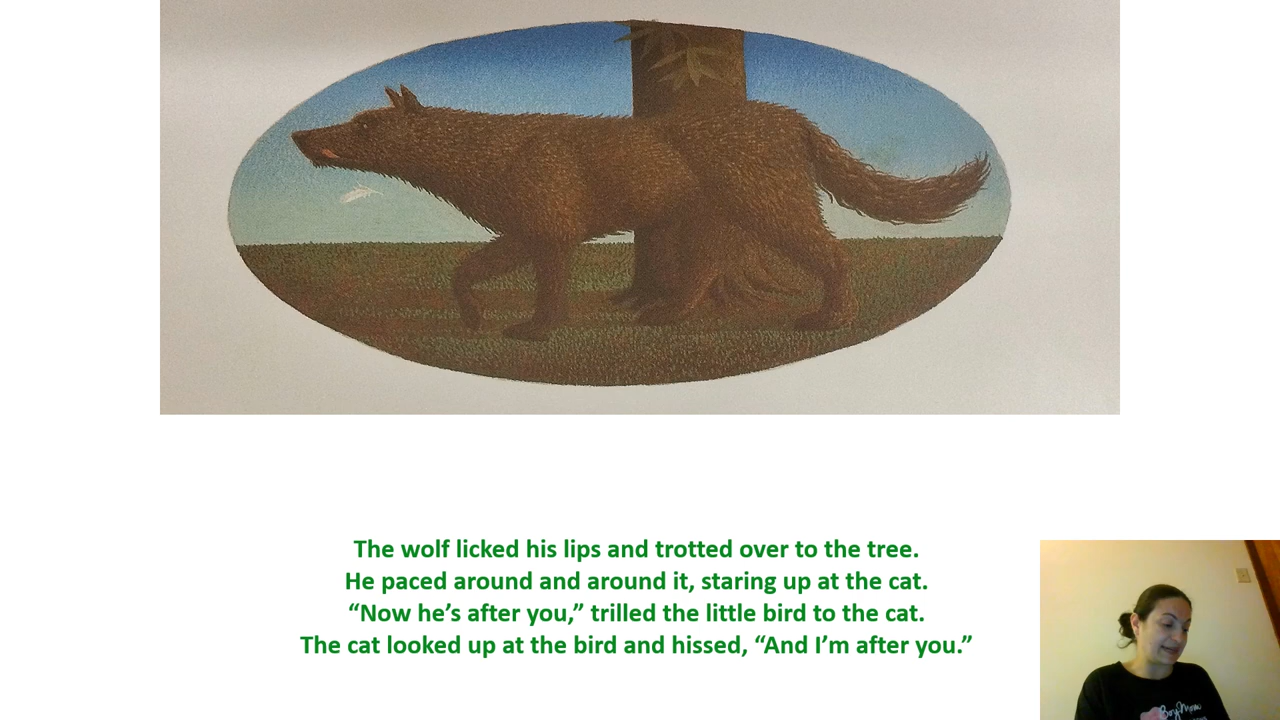 The wolf licked his lips and trotted over to the tree.
He paced around and around it, staring up at the cat.
“Now he’s after you,” trilled the little bird to the cat.
The cat looked up at the bird and hissed, “And I’m after you.”
Boy Mom